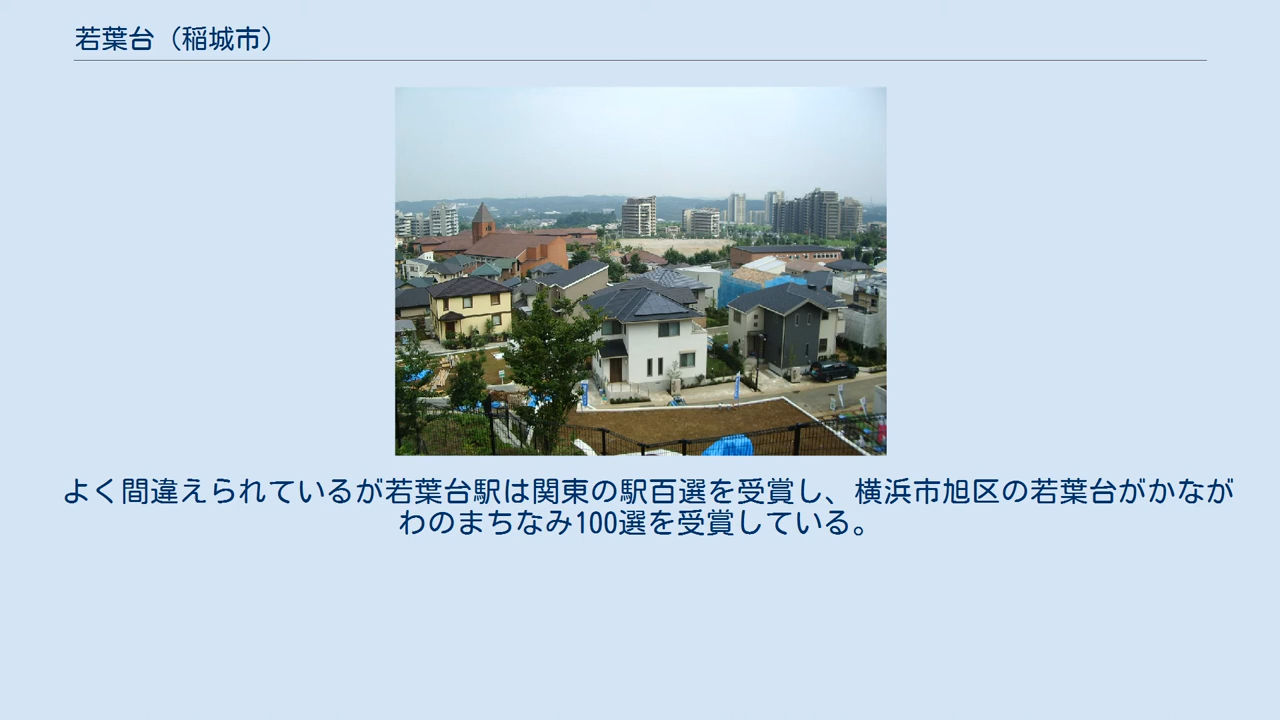 若葉台（稲城市）
よく間違えられているが若葉台駅は関東の駅百選を受賞し、横浜市旭区の若葉台がかなが
わのまちなみ100選を受賞している。